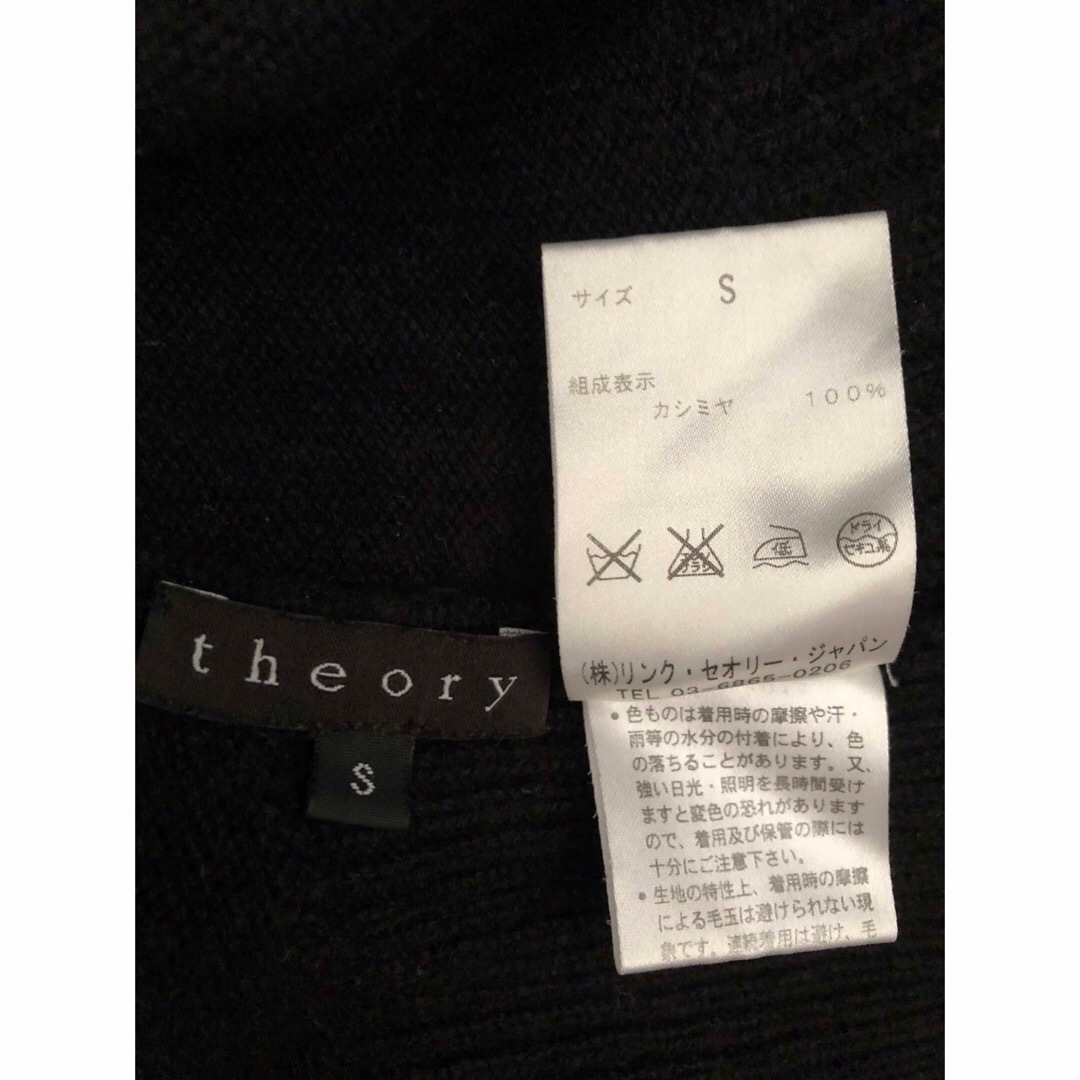 サイズ S
組成表示
カシミヤ 100%
エンソ
サラシ
低
ドライ
セキユ系
(株)リンク・セオリー・ジャパン
TEL 03-6865-0206
theory
S
• 色ものは着用時の摩擦や汗・
雨等の水分の付着により、色
の落ちることがあります。又、
強い日光・照明を長時間受け
ますと変色の恐れがあります
ので、着用及び保管の際には
十分にご注意下さい。
• 生地の特性上、着用時の摩擦
による毛玉は避けられない現
象です。連続着用は避け、毛